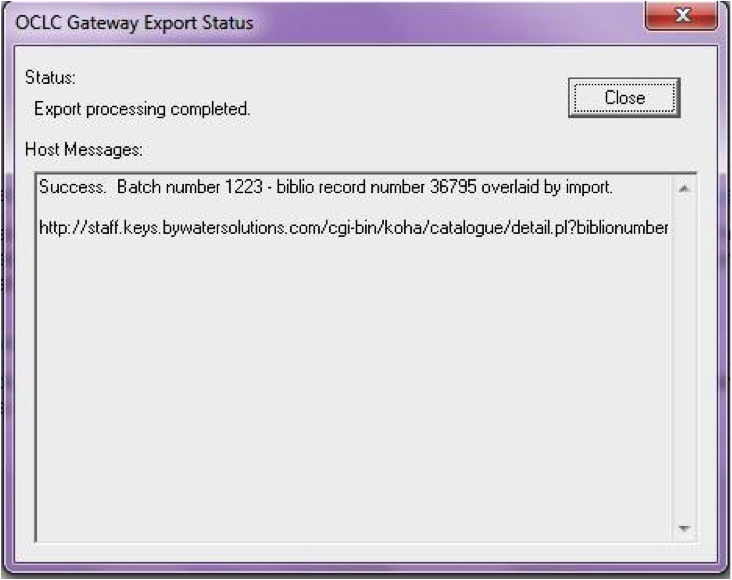 OCLC Gateway Export Status
X
Status:
Close
Export processing completed.
Host Messages:
Success.  Batch number 1223 - biblio record number 36795 overlaid by import.
http://staff.keys.bywatersolutions.com/cgi-bin/koha/catalogue/detail.pl?biblionumber